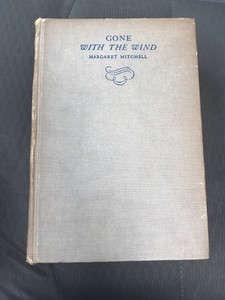 GONE
WITH THE WIND
MARGARET MITCHELL